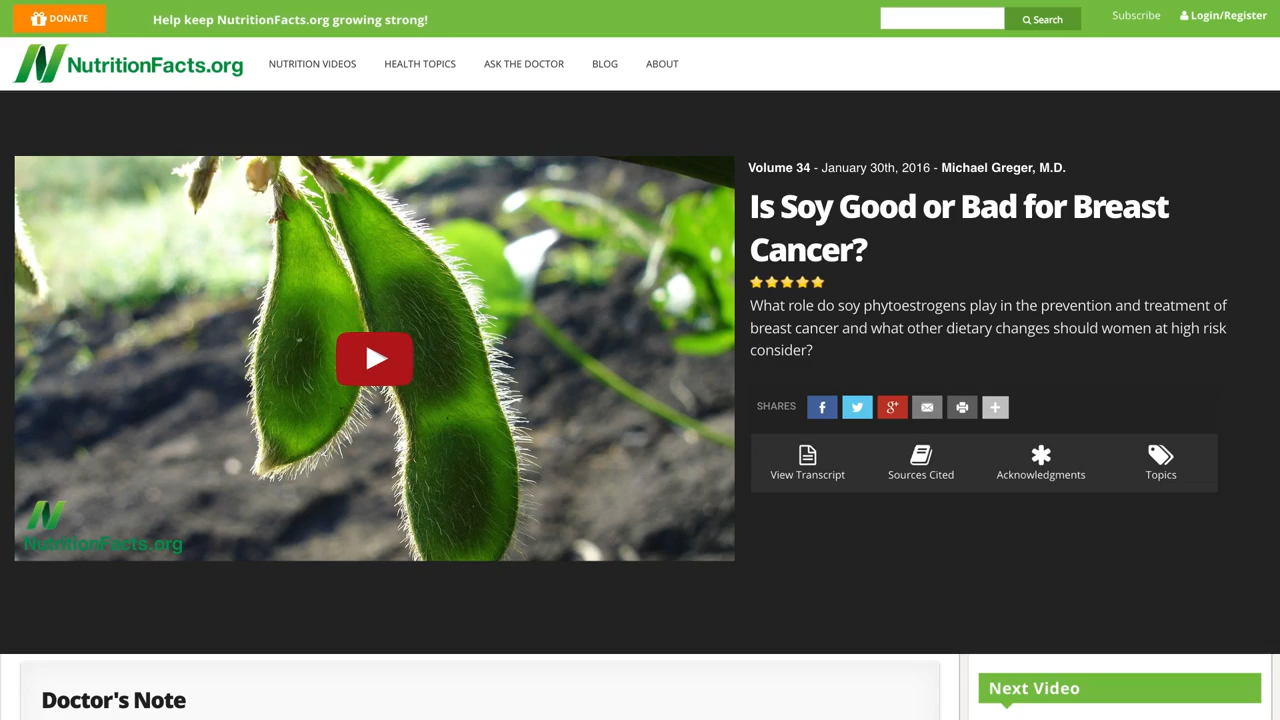 DONATE
Help keep NutritionFacts.org growing strong!
Search
Subscribe
Login/Register
NutritionFacts.org
NUTRITION VIDEOS
HEALTH TOPICS
ASK THE DOCTOR
BLOG
ABOUT
Volume 34 - January 30th, 2016 - Michael Greger, M.D.
Is Soy Good or Bad for Breast
Cancer?
What role do soy phytoestrogens play in the prevention and treatment of
breast cancer and what other dietary changes should women at high risk
consider?
SHARES
View Transcript
Sources Cited
Acknowledgments
Topics
NutritionFacts.org
Doctor's Note
Next Video